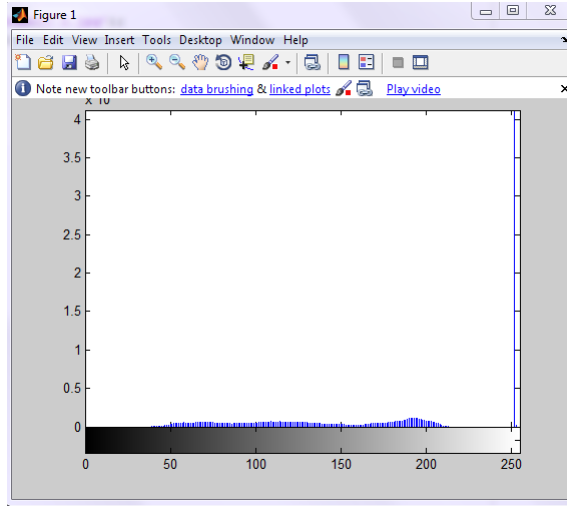 Figure 1
File Edit View Insert Tools Desktop Window Help
Note new toolbar buttons: data brushing & linked plots Play video
x 10
4
3.5
3
2.5
2
1.5
1
0.5
0
0 50 100 150 200 250